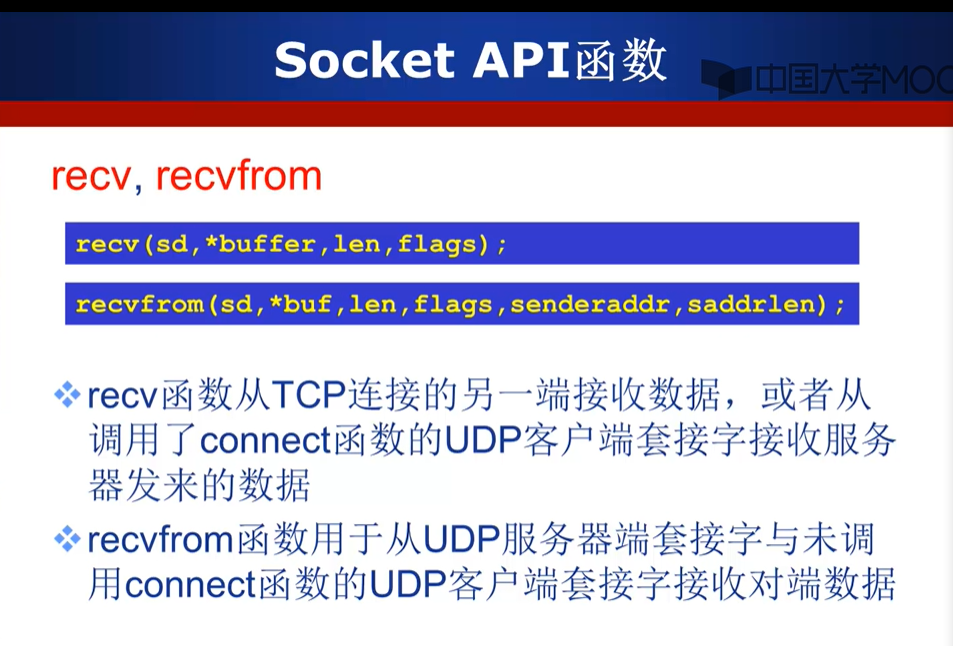 Socket API函数
中国大学MOO
recv, recvfrom
recv(sd,*buffer,len,flags);
recvfrom(sd,*buf,len,flags,senderaddr,saddrlen);
recv函数从TCP连接的另一端接收数据，或者从
调用了connect函数的UDP客户端套接字接收服务
器发来的数据
recvfrom函数用于从UDP服务器端套接字与未调
用connect函数的UDP客户端套接字接收对端数据